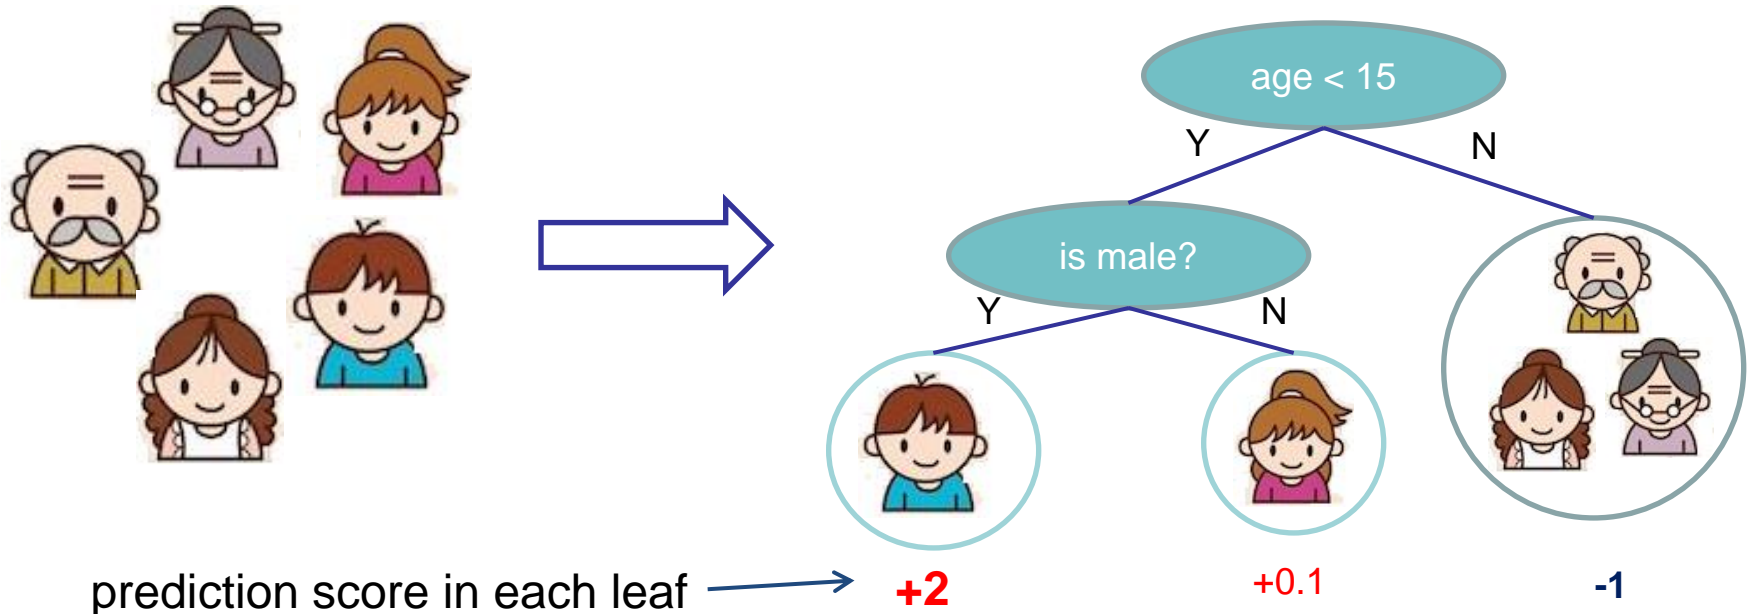 age < 15
Y
N
is male?
Y
N
prediction score in each leaf
+2
+0.1
-1